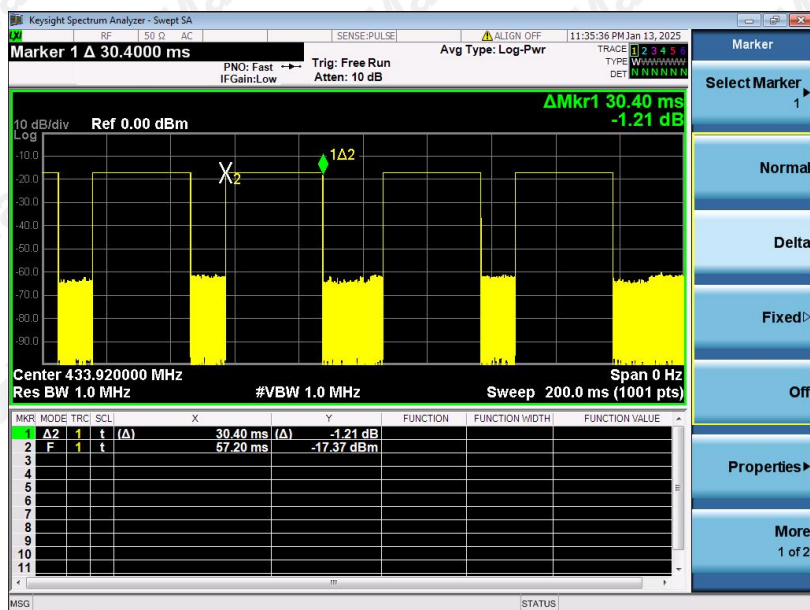 Keysight Spectrum Analyzer - Swept SA
LXI RF 50 Ω AC SENSE:PULSE ALIGN OFF 11:35:36 PM Jan 13, 2025
Marker 1 Δ 30.4000 ms
Avg Type: Log-Pwr
TRACE 1 2 3 4 5 6
TYPE W
DET N N N N N N
PNO: Fast
IFGain:Low
Trig: Free Run
Atten: 10 dB
ΔMkr1 30.40 ms
-1.21 dB
10 dB/div Ref 0.00 dBm
Log
-10.0
-20.0
-30.0
-40.0
-50.0
-60.0
-70.0
-80.0
-90.0
1Δ2
X2
Center 433.920000 MHz Span 0 Hz
Res BW 1.0 MHz #VBW 1.0 MHz Sweep 200.0 ms (1001 pts)
MKR MODE TRC SCL X Y FUNCTION FUNCTION WIDTH FUNCTION VALUE
1 Δ2 1 t (Δ) 30.40 ms (Δ) -1.21 dB
2 F 1 t 57.20 ms -17.37 dBm
3
4
5
6
7
8
9
10
11
MSG STATUS
Marker
Select Marker
1
Normal
Delta
Fixed
Off
Properties
More
1 of 2